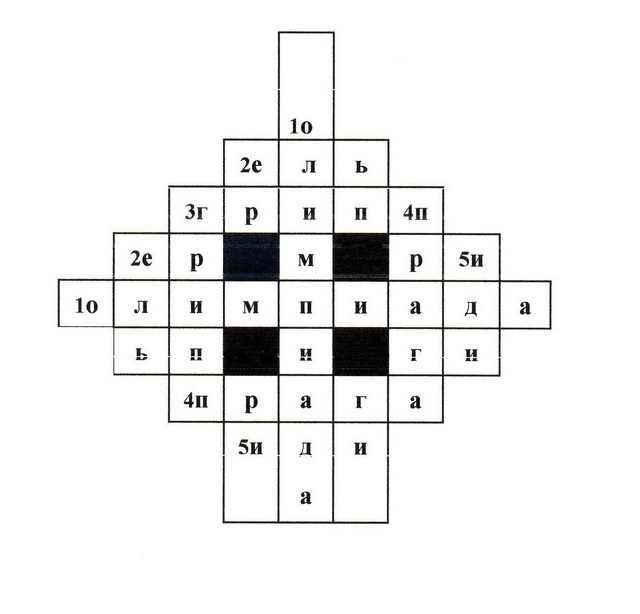 1о
2е л ь
3г р и п 4п
2е р м р 5и
1о л и м п и а д а
ь п и г и
4п р а г а
5и д и
а